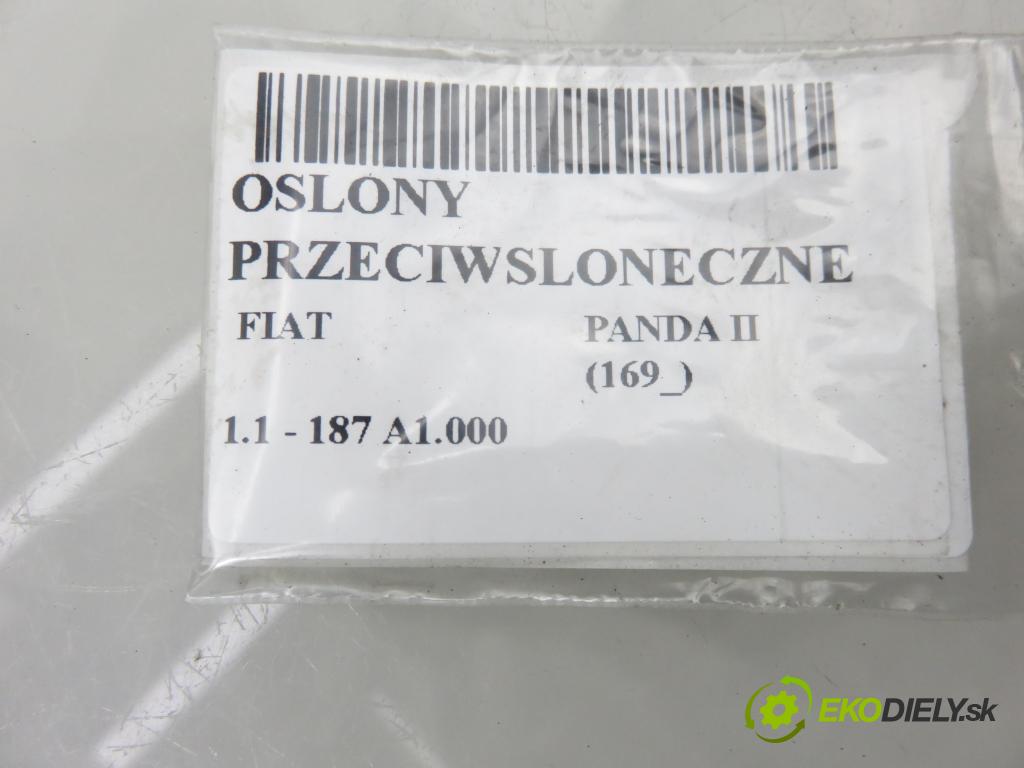 OSLONY
PRZECIWSLONECZNE
FIAT PANDA II
(169_)
1.1 - 187 A1.000
EKODIELY.sk